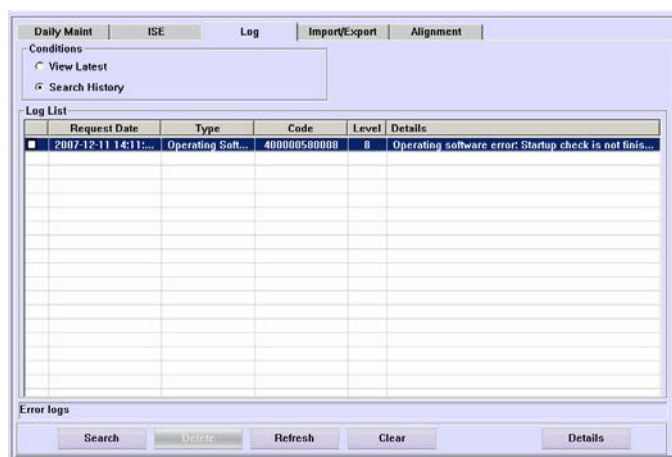 Daily Maint ISE Log Import/Export Alignment
Conditions
View Latest
Search History
Log List
Request Date Type Code Level Details
2007-12-11 14:11:... Operating Soft... 400000580008 8 Operating software error: Startup check is not finis...
Error logs
Search Delete Refresh Clear Details